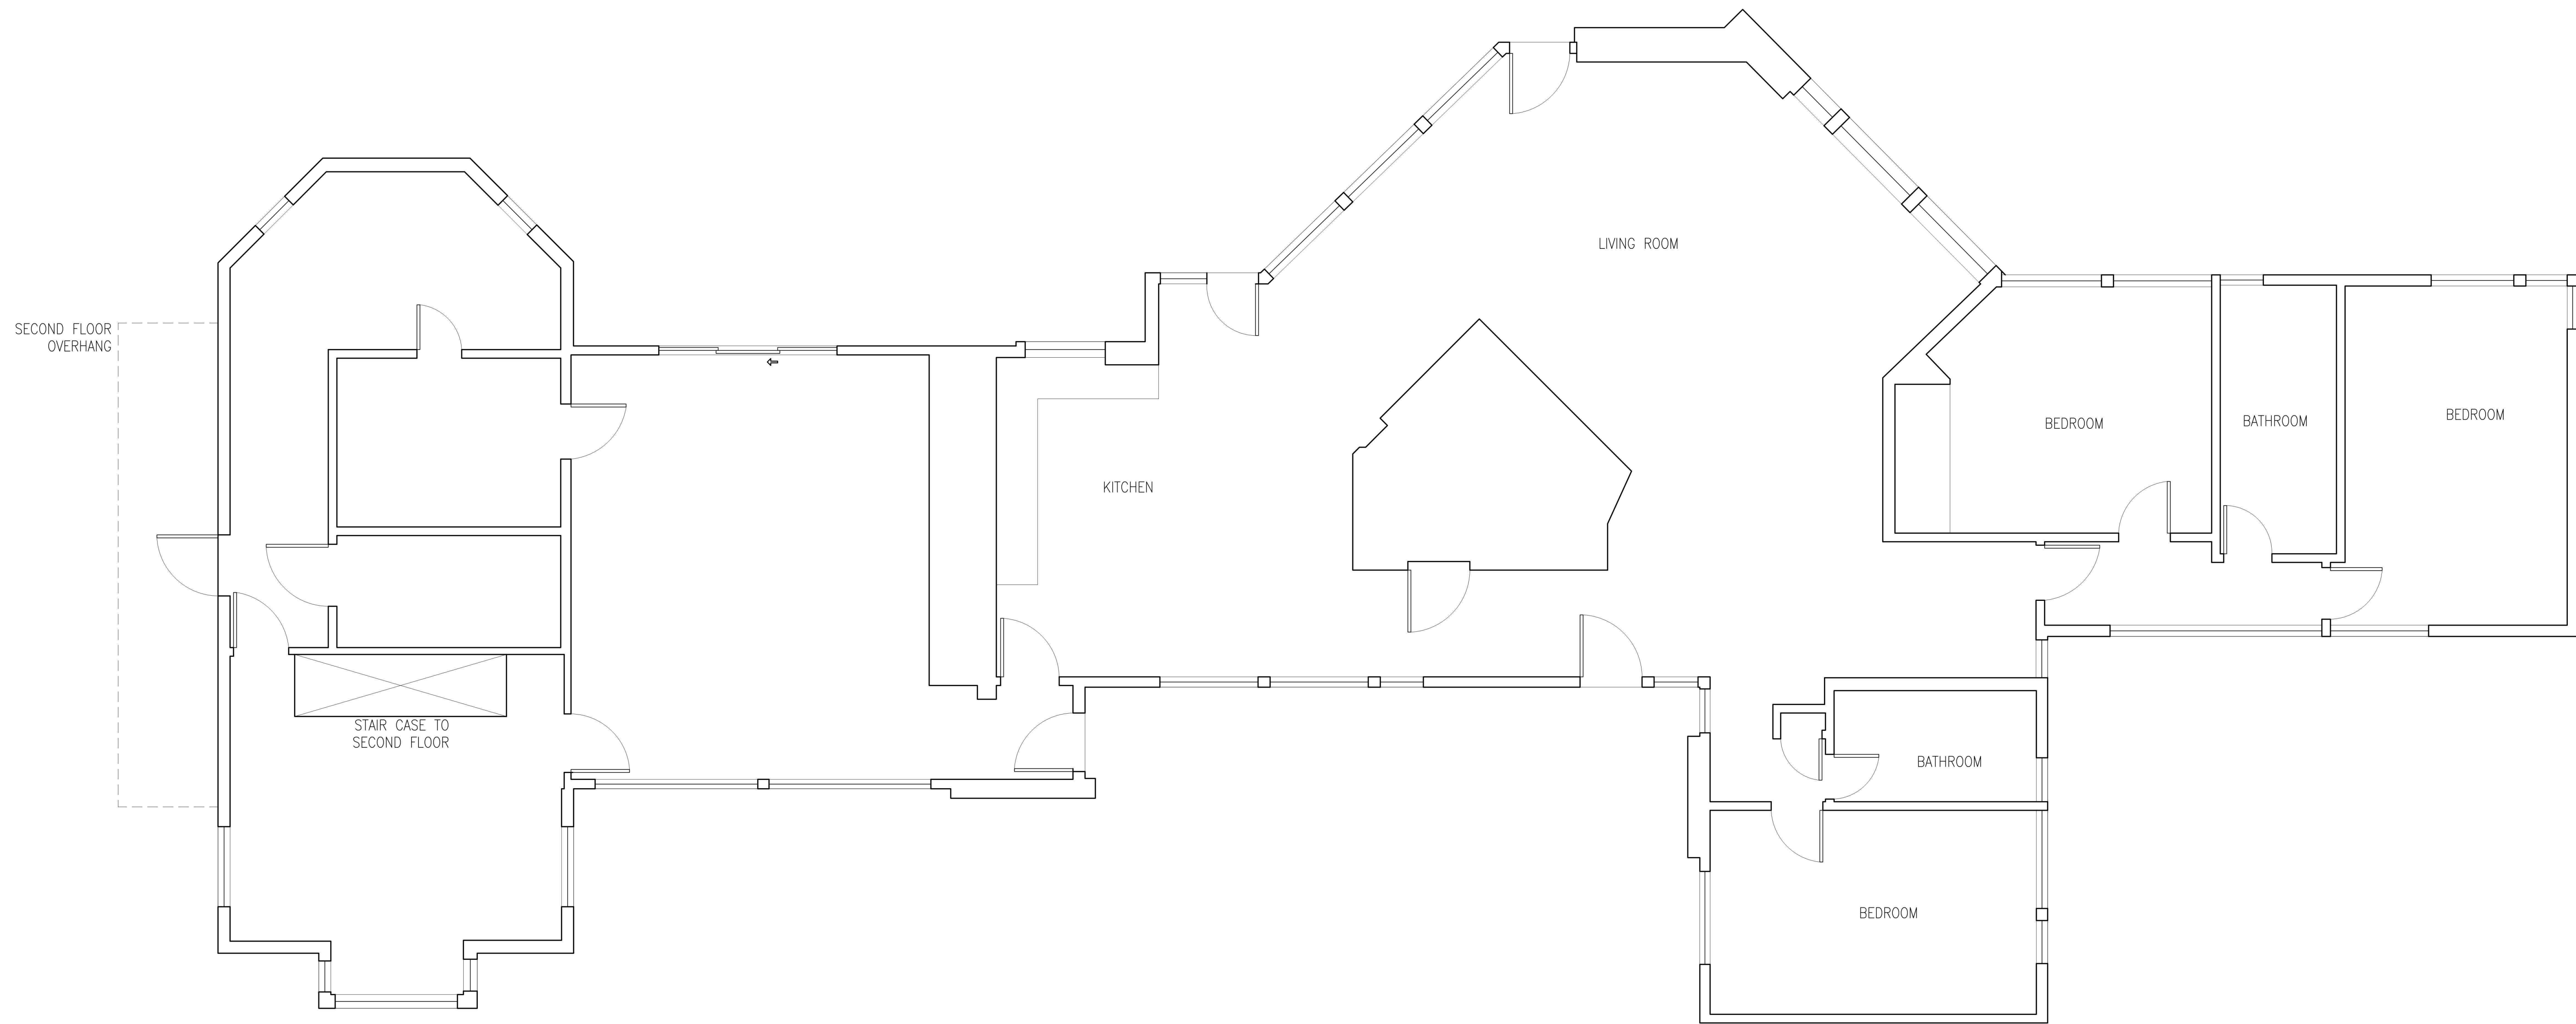 LIVING ROOM
SECOND FLOOR
OVERHANG
BEDROOM
BATHROOM
BEDROOM
KITCHEN
STAIR CASE TO
SECOND FLOOR
BATHROOM
BEDROOM